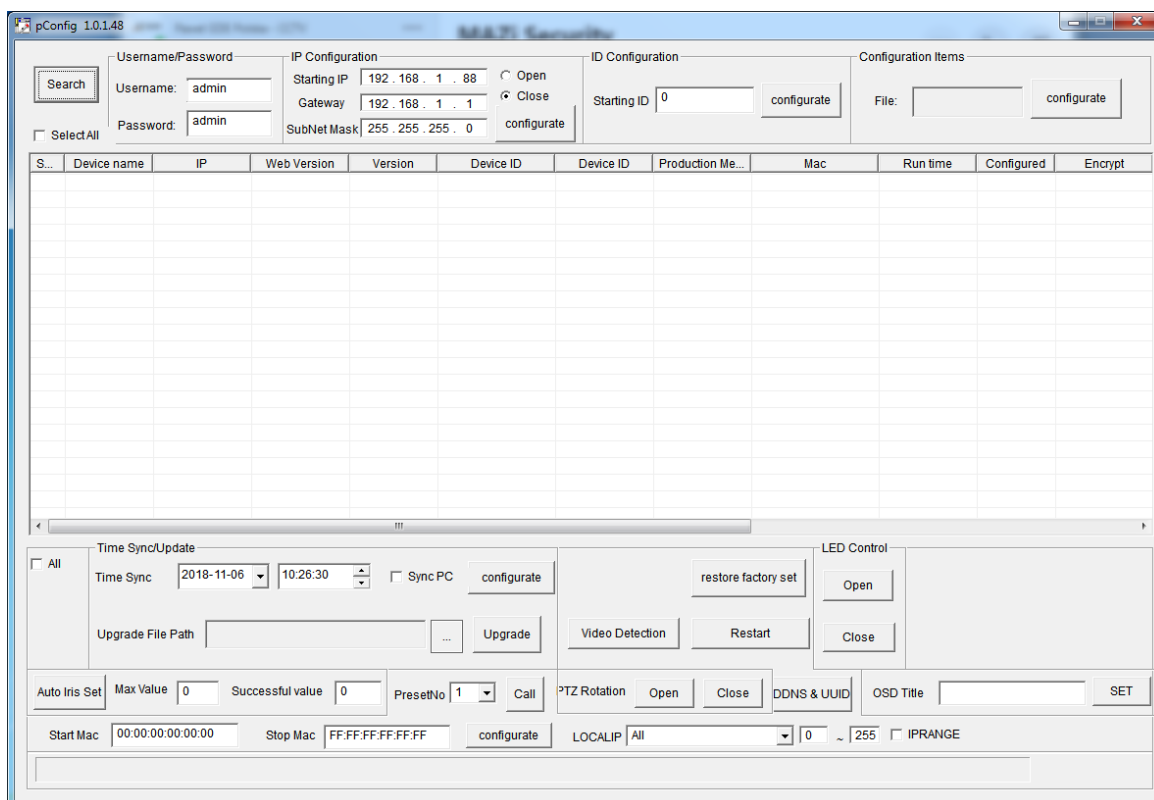 pConfig 1.0.1.48
MAZi Security
Search
Select All
Username/Password
Username: admin
Password: admin
IP Configuration
Starting IP 192 . 168 . 1 . 88
Gateway 192 . 168 . 1 . 1
SubNet Mask 255 . 255 . 255 . 0
Open
Close
configurate
ID Configuration
Starting ID 0
configurate
Configuration Items
File:
configurate
S... Device name IP Web Version Version Device ID Device ID Production Me... Mac Run time Configured Encrypt
All
Time Sync/Update
Time Sync 2018-11-06 10:26:30 Sync PC configurate
Upgrade File Path ... Upgrade
restore factory set
Video Detection Restart
LED Control
Open
Close
Auto Iris Set Max Value 0 Successful value 0 PresetNo 1 Call PTZ Rotation Open Close DDNS & UUID OSD Title SET
Start Mac 00:00:00:00:00:00 Stop Mac FF:FF:FF:FF:FF:FF configurate LOCALIP All 0 ~ 255 IPRANGE